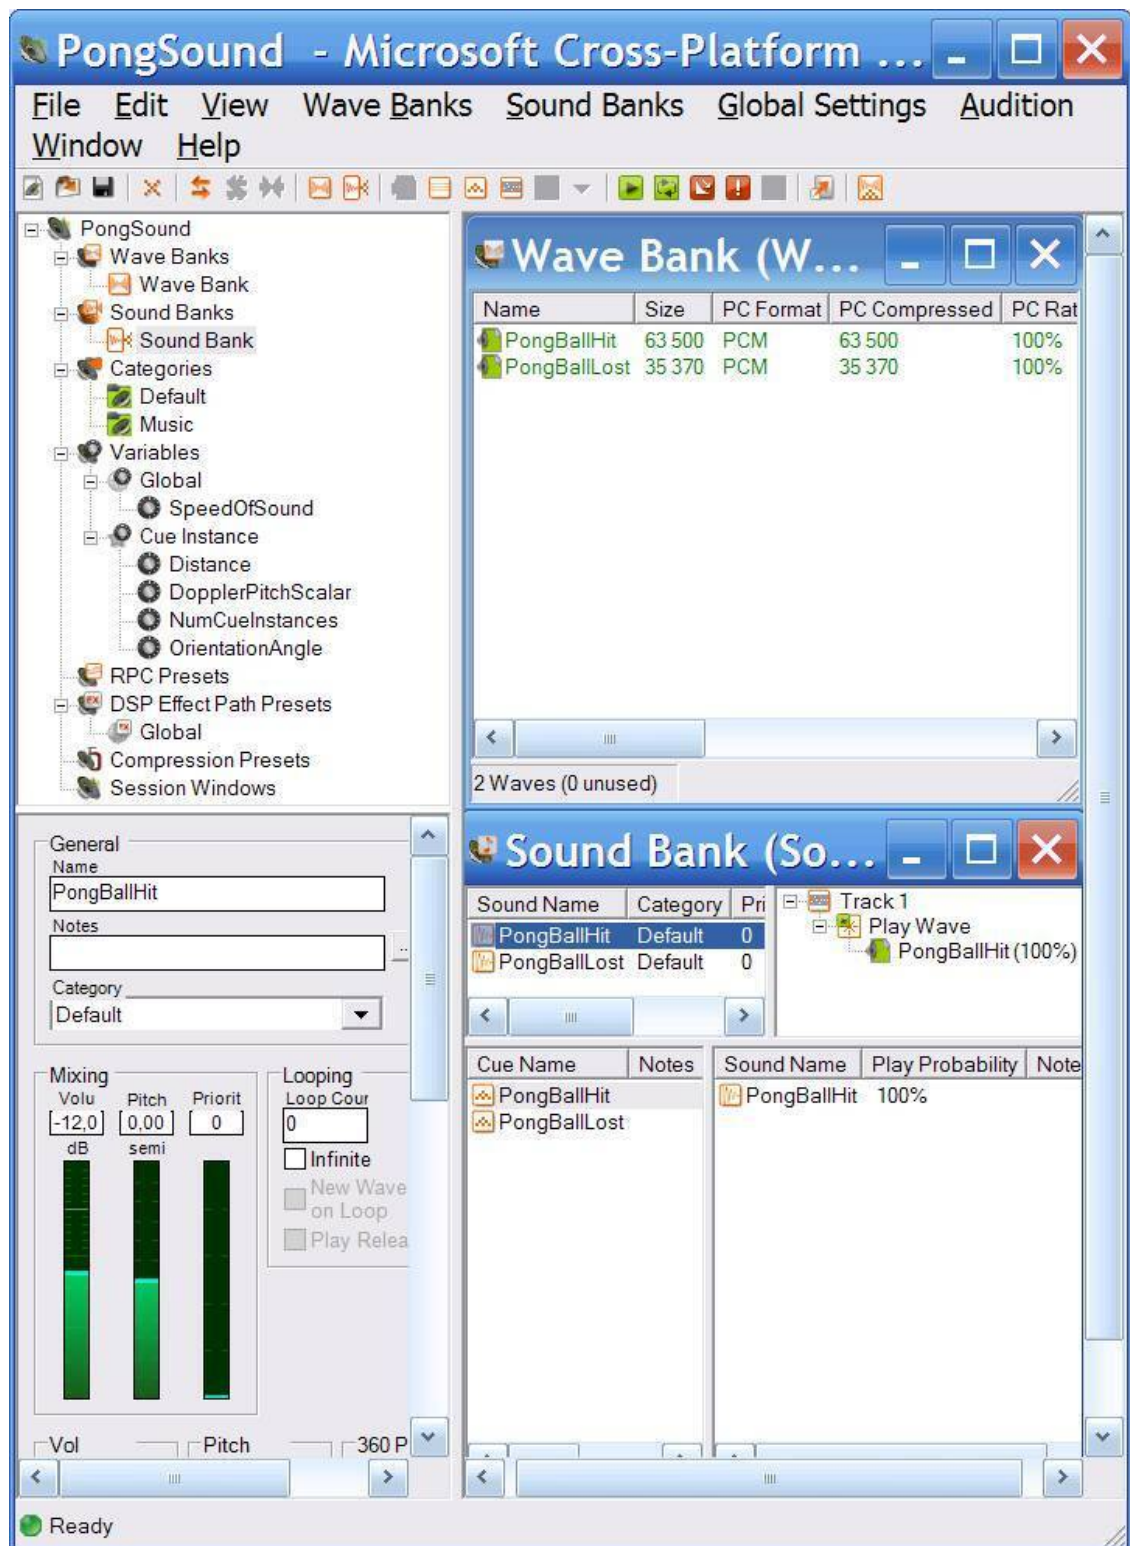 PongSound - Microsoft Cross-Platform ...
File Edit View Wave Banks Sound Banks Global Settings Audition
Window Help
PongSound
Wave Banks
Wave Bank
Sound Banks
Sound Bank
Categories
Default
Music
Variables
Global
SpeedOfSound
Cue Instance
Distance
DopplerPitchScalar
NumCueInstances
OrientationAngle
RPC Presets
DSP Effect Path Presets
Global
Compression Presets
Session Windows
Wave Bank (W...
Name Size PC Format PC Compressed PC Rat
PongBallHit 63 500 PCM 63 500 100%
PongBallLost 35 370 PCM 35 370 100%
2 Waves (0 unused)
General
Name
PongBallHit
Notes
...
Category
Default
Mixing
Volu Pitch Priorit
-12,0 0,00 0
dB semi
Looping
Loop Cour
0
Infinite
New Wave
on Loop
Play Relea
Vol Pitch 360 P
Sound Bank (So...
Sound Name Category Pri
PongBallHit Default 0
PongBallLost Default 0
Track 1
Play Wave
PongBallHit (100%)
Cue Name Notes
PongBallHit
PongBallLost
Sound Name Play Probability Note
PongBallHit 100%
Ready